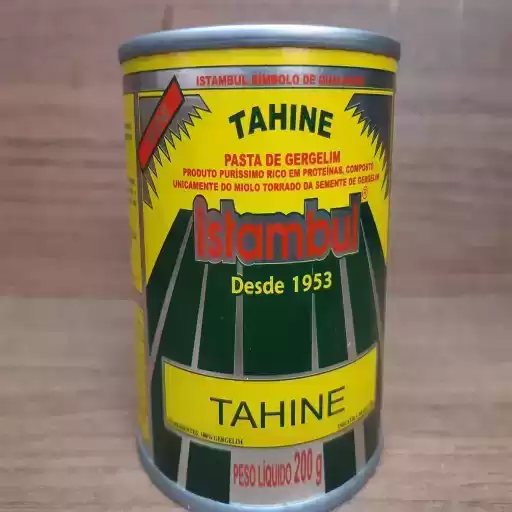 ISTAMBUL SÍMBOLO DE
TAHINE
PASTA DE GERGELIM
PRODUTO PURÍSSIMO RICO EM PROTEÍNAS, COMPOSTO
UNICAMENTE DO MIOLO TORRADO DA SEMENTE DE GERGELIM
istambul®
Desde 1953
TAHINE
100% GERGELIM
PESO LÍQUIDO 200 g